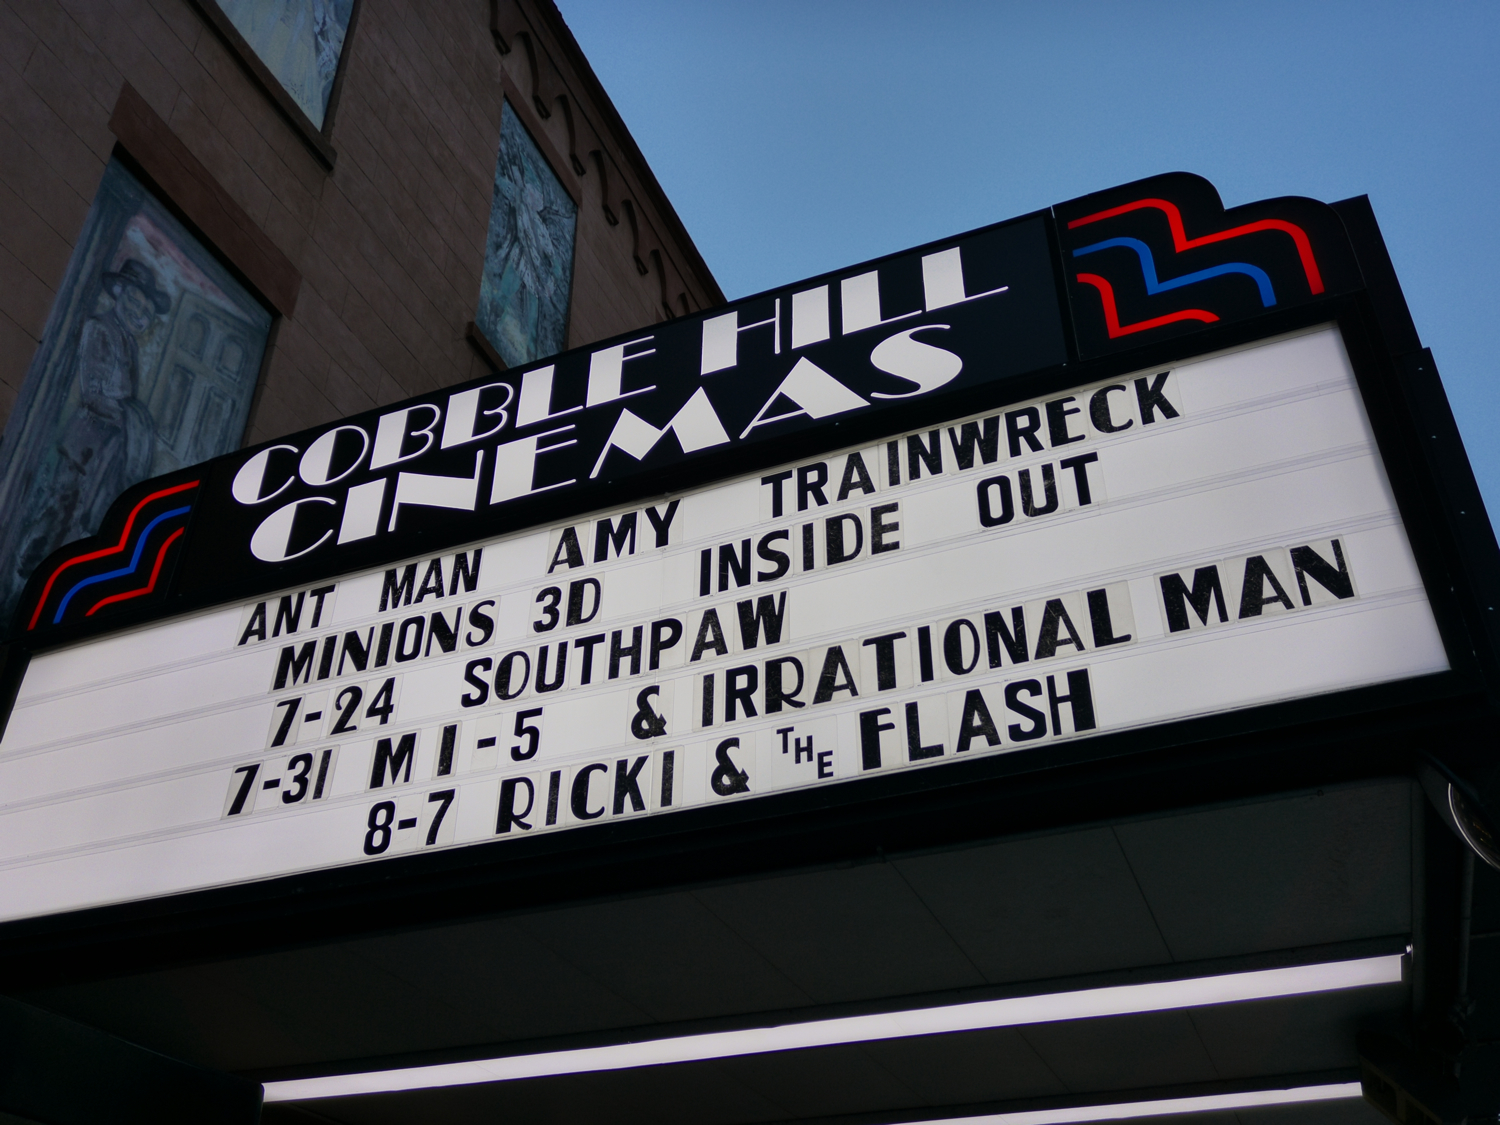 COBBLE HILL
CINEMAS
ANT MAN AMY TRAINWRECK
MINIONS 3D INSIDE OUT
7-24 SOUTHPAW
7-31 M I-5 & IRRATIONAL MAN
8-7 RICKI & THE FLASH